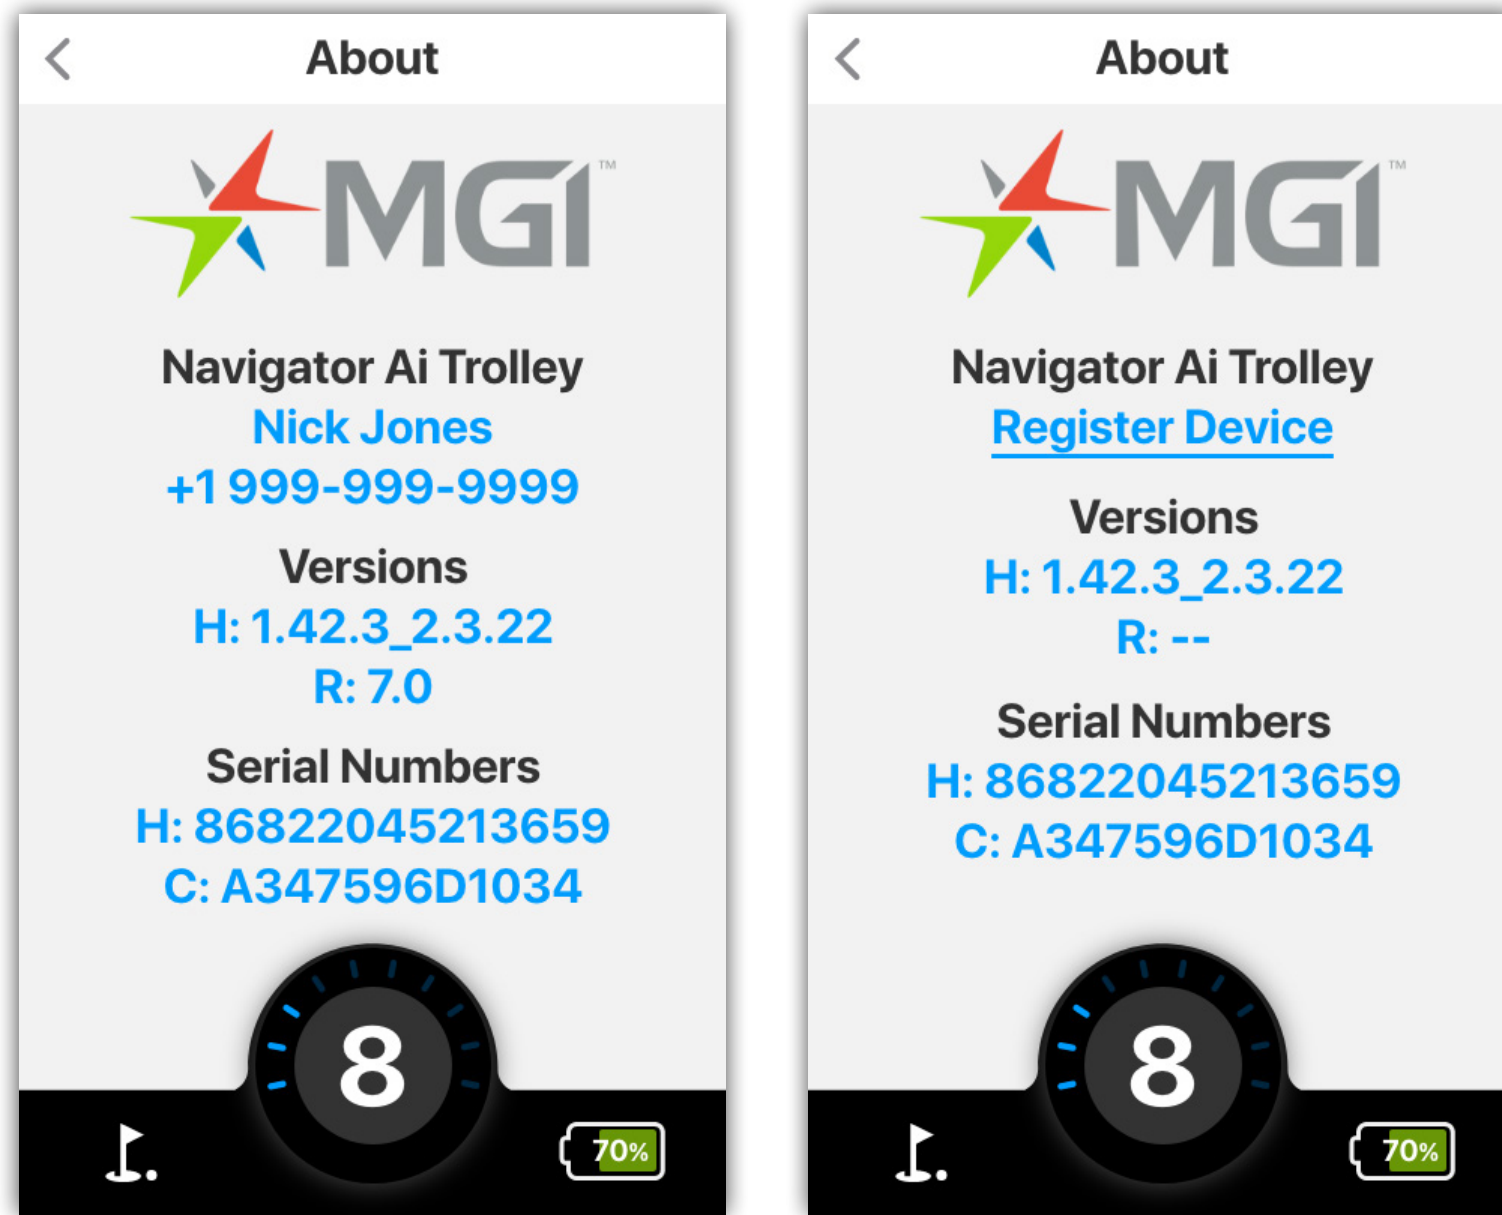 About
MGI™
Navigator Ai Trolley
Nick Jones
+1 999-999-9999
Versions
H: 1.42.3_2.3.22
R: 7.0
Serial Numbers
H: 86822045213659
C: A347596D1034
8
70%
About
MGI™
Navigator Ai Trolley
Register Device
Versions
H: 1.42.3_2.3.22
R: --
Serial Numbers
H: 86822045213659
C: A347596D1034
8
70%